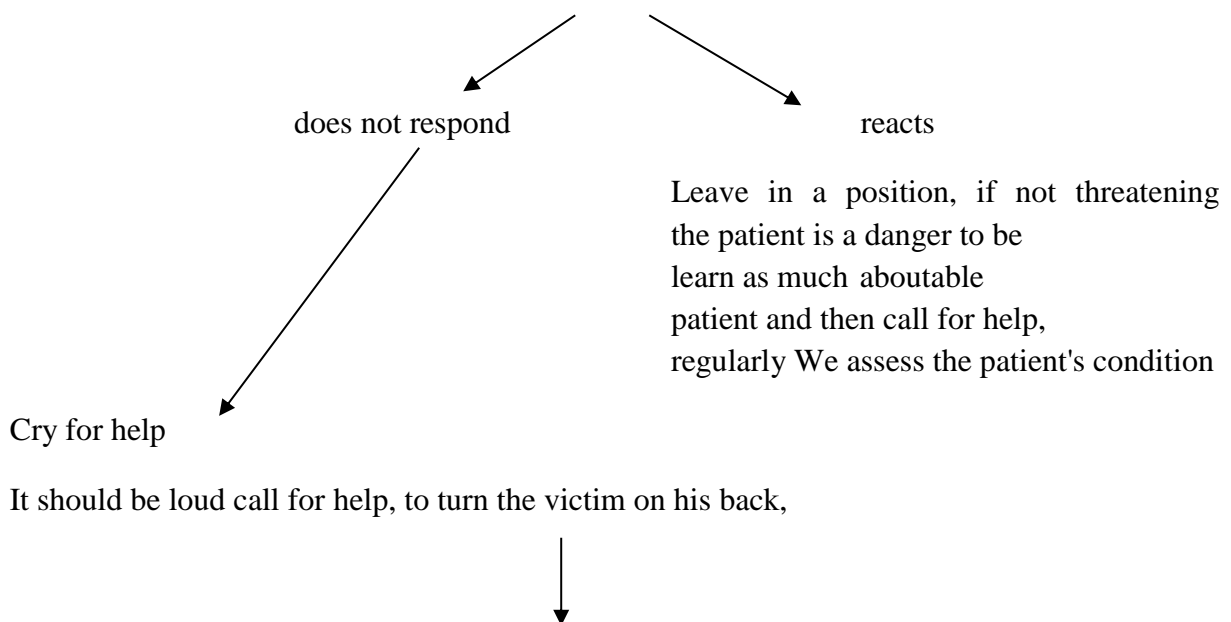 does not respond
reacts
Leave in a position, if not threatening
the patient is a danger to be
learn as much aboutable
patient and then call for help,
regularly We assess the patient's condition
Cry for help
It should be loud call for help, to turn the victim on his back,